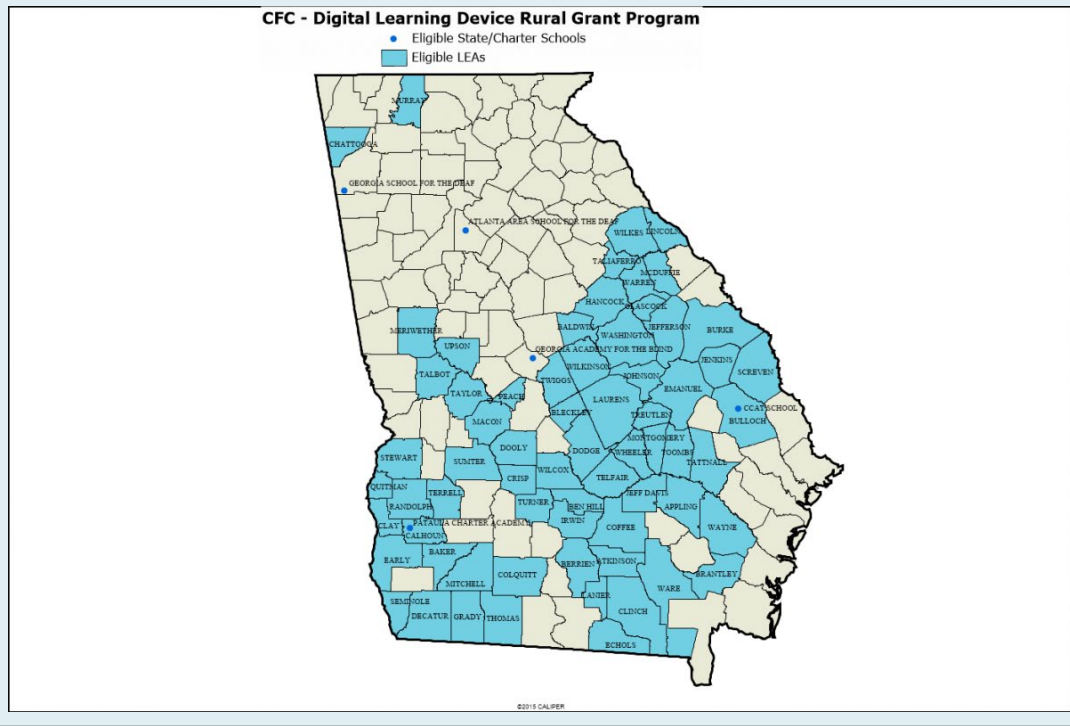 CFC - Digital Learning Device Rural Grant Program
Eligible State/Charter Schools
Eligible LEAs
MURRAY
CHATTOOGA
GEORGIA SCHOOL FOR THE DEAF
ATLANTA AREA SCHOOL FOR THE DEAF
WILKES
LINCOLN
TALIAFERRO
MCDUFFIE
WARREN
HANCOCK
GLASCOCK
MERIWETHER
BALDWIN
JEFFERSON
BURKE
WASHINGTON
UPSON
GEORGIA ACADEMY FOR THE BLIND
JENKINS
WILKINSON
SCREVEN
TALBOT
TWIGGS
JOHNSON
EMANUEL
TAYLOR
PEACH
LAURENS
CCAT SCHOOL
BLECKLEY
TREUTLEN
MACON
BULLOCH
MONTGOMERY
DOOLY
DODGE
WHEELER
TOOMBS
STEWART
SUMTER
TATTNALL
WILCOX
CRISP
TELFAIR
QUITMAN
TERRELL
JEFF DAVIS
TURNER
RANDOLPH
BEN HILL
APPLING
IRWIN
CLAY
PATAULA CHARTER ACADEMY
COFFEE
WAYNE
CALHOUN
BAKER
EARLY
ATKINSON
BERRIEN
COLQUITT
BRANTLEY
MITCHELL
WARE
LANIER
SEMINOLE
CLINCH
DECATUR
GRADY
THOMAS
ECHOLS
©2015 CALIPER